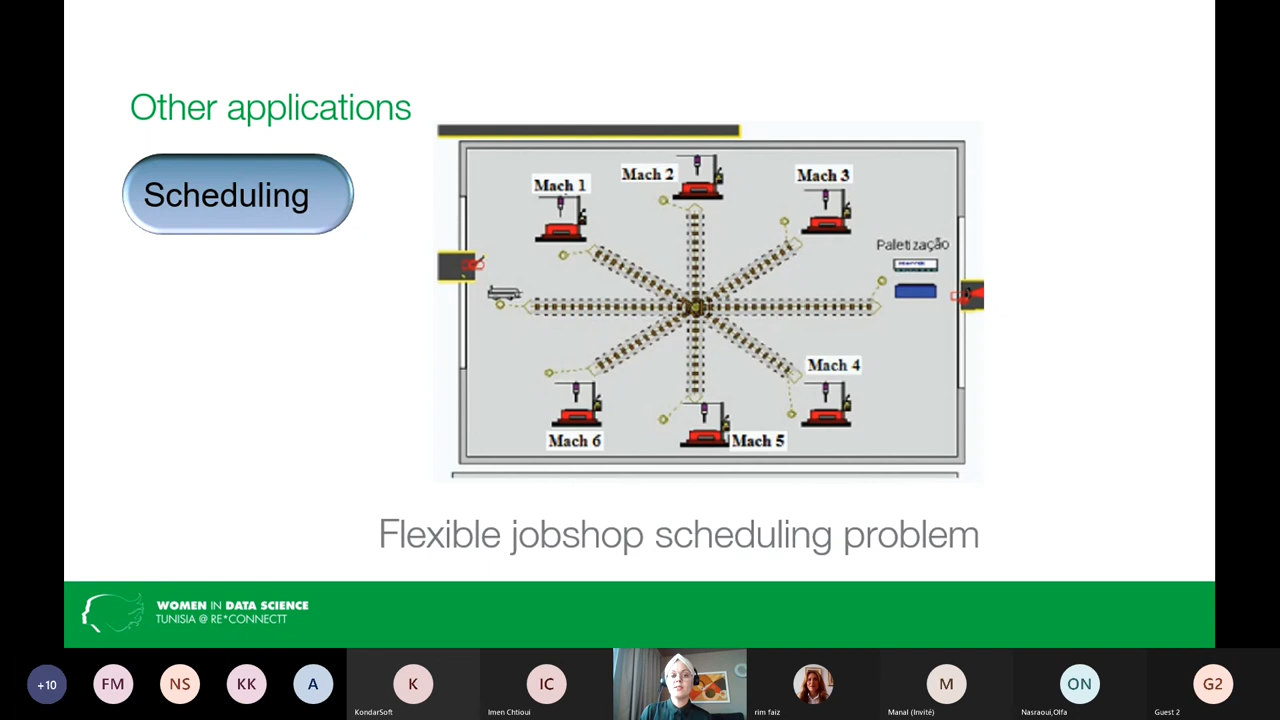 Other applications
Scheduling
Mach 1
Mach 2
Mach 3
Paletização
Mach 4
Mach 5
Mach 6
Flexible jobshop scheduling problem
WOMEN IN DATA SCIENCE
TUNISIA @ RE*CONNECTT
+10
FM
NS
KK
A
K
KondarSoft
IC
Imen Chtioui
rim faiz
M
Manal (Invité)
ON
Nasraoui,Olfa
G2
Guest 2